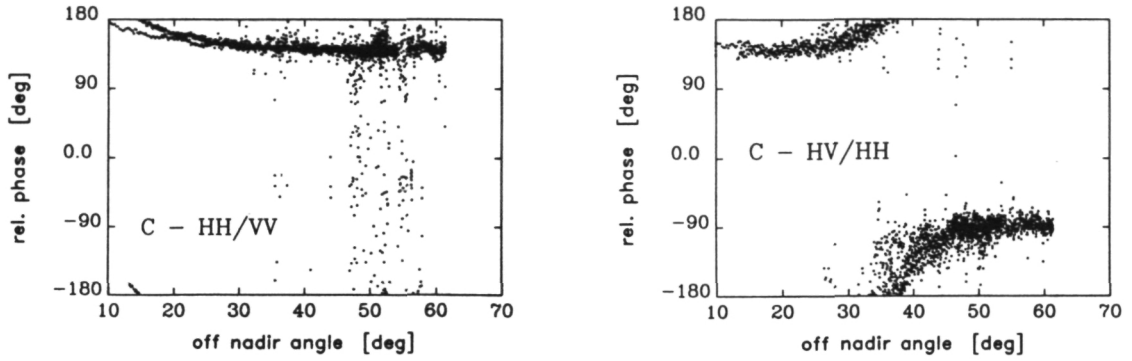 180
90
0.0
-90
-180
rel. phase [deg]
C - HH/VV
10 20 30 40 50 60 70
off nadir angle [deg]
180
90
0.0
-90
-180
rel. phase [deg]
C - HV/HH
10 20 30 40 50 60 70
off nadir angle [deg]